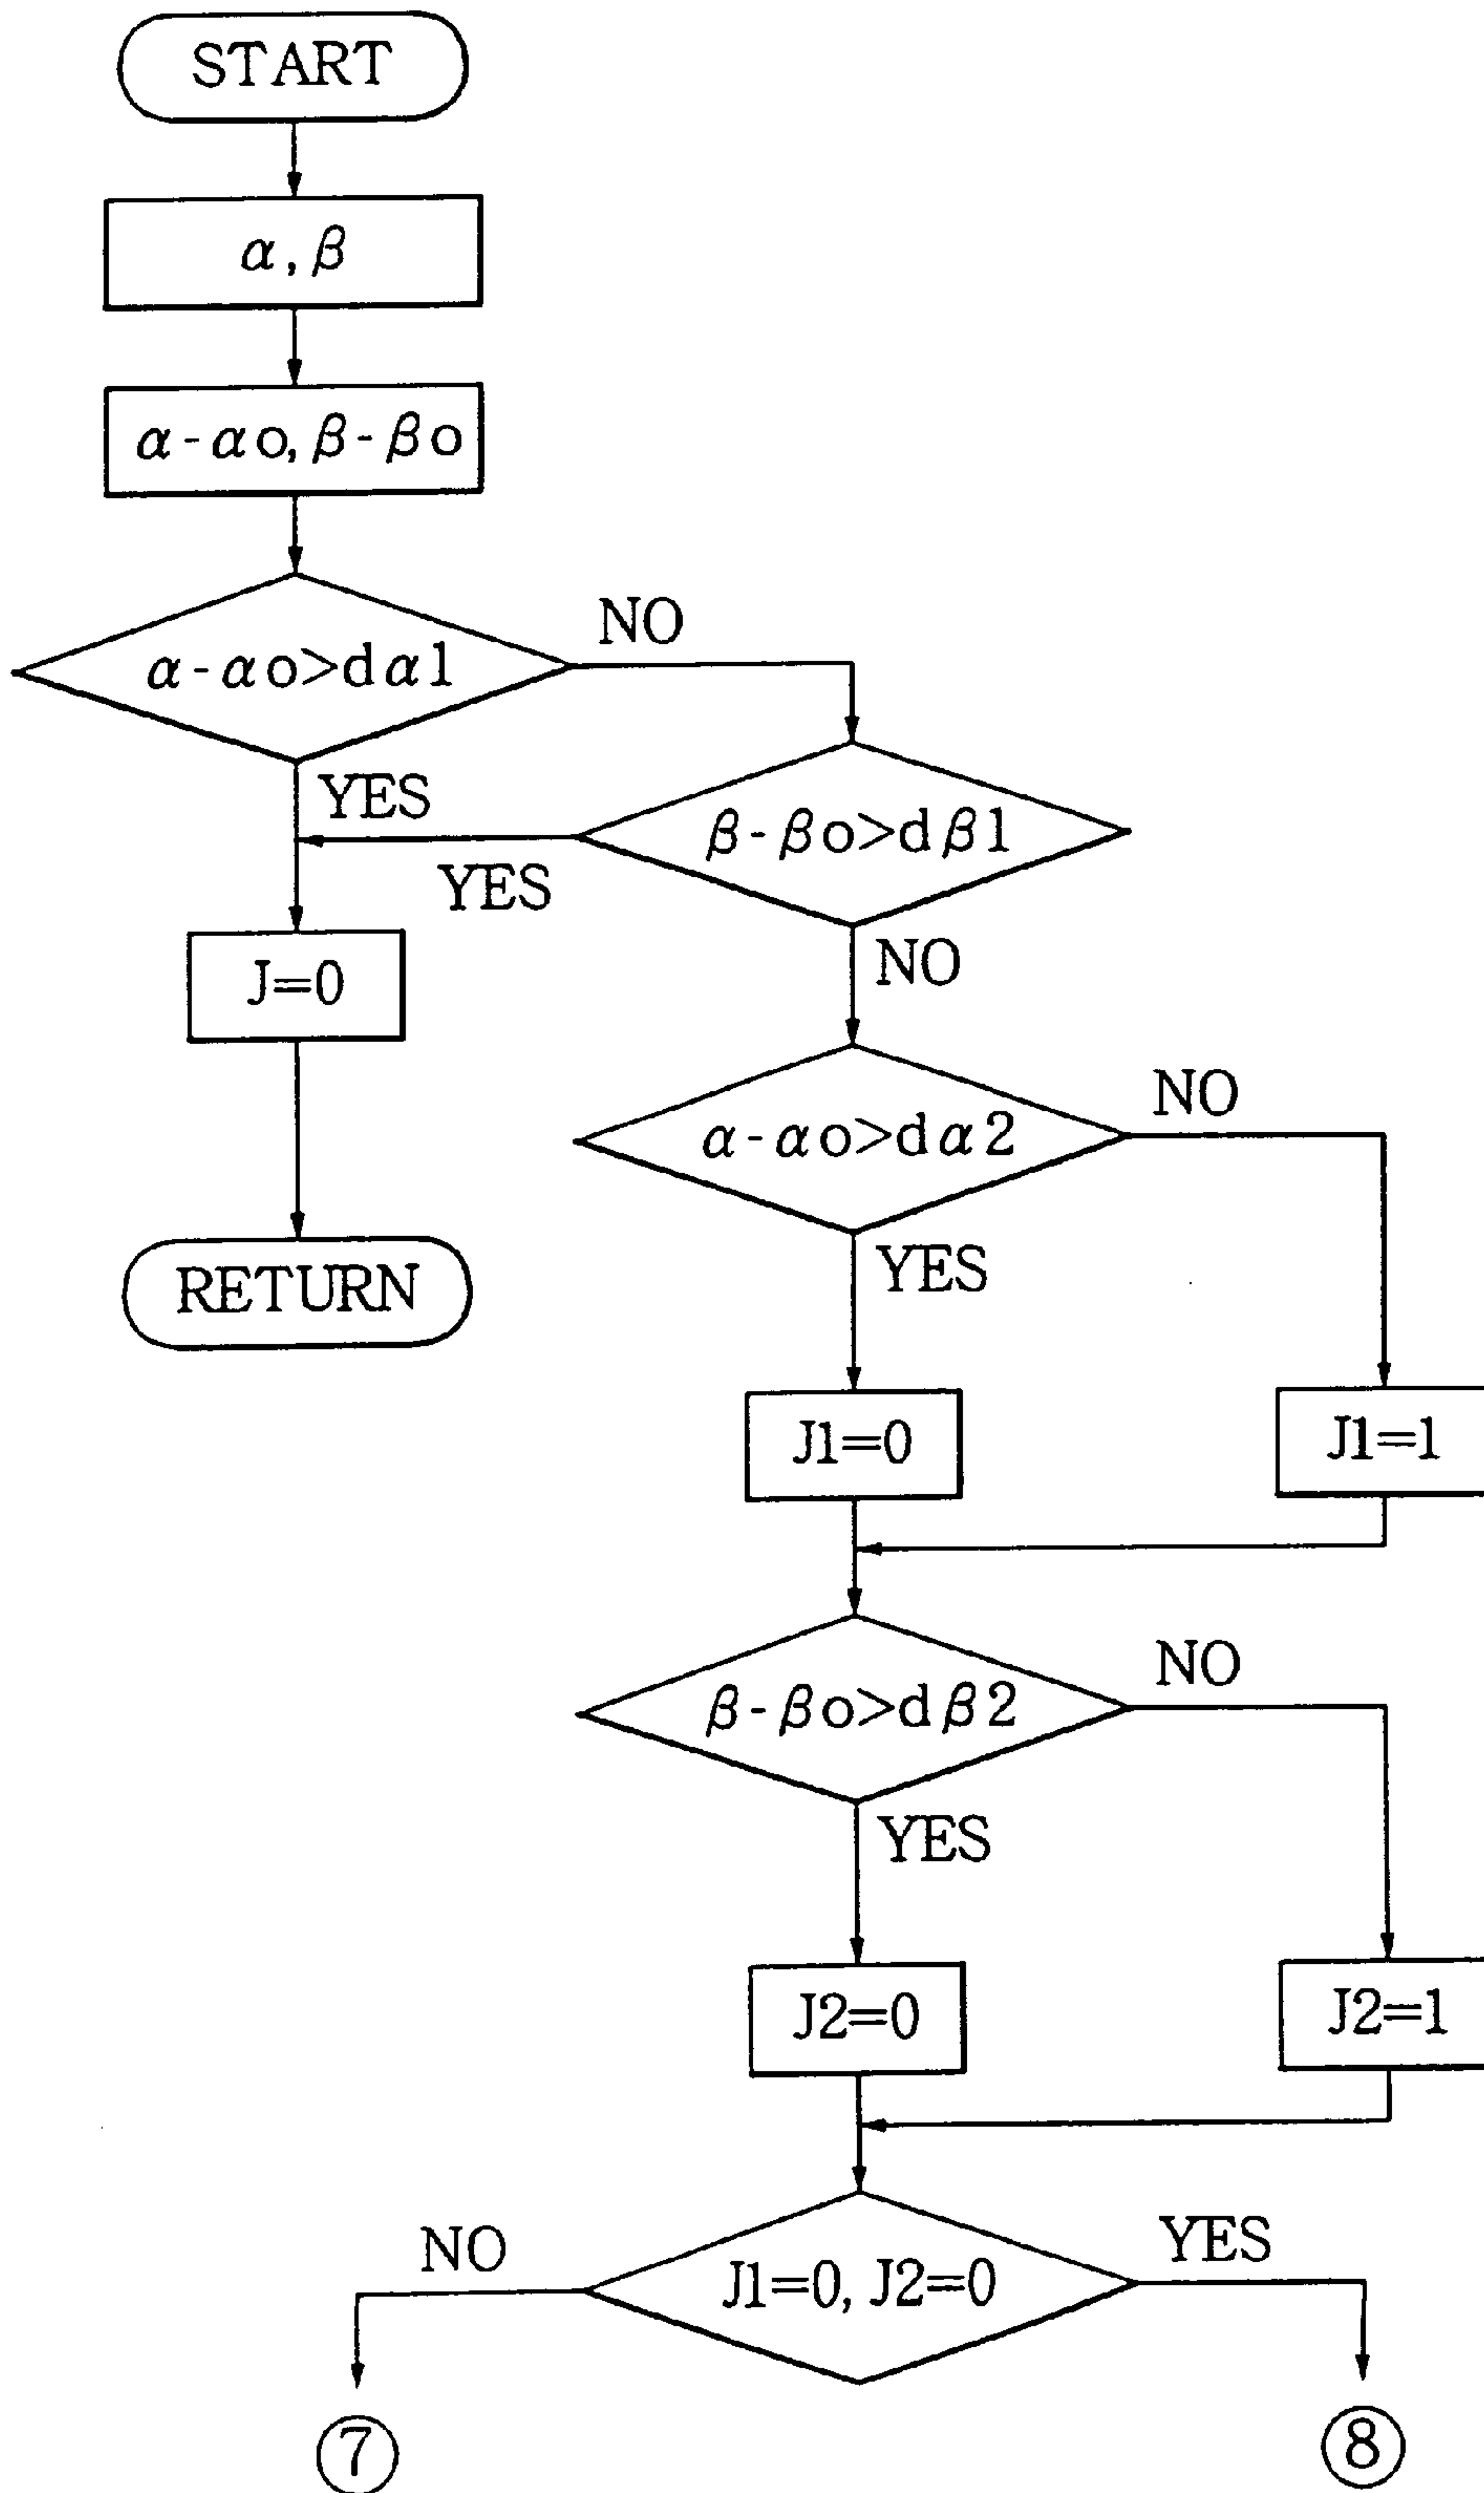 START
α,β
α-αo,β-βo
α-αo>dα1
NO
YES
β-βo>dβ1
YES
NO
J=0
α-αo>dα2
NO
YES
RETURN
J1=0
J1=1
β-βo>dβ2
NO
YES
J2=0
J2=1
J1=0, J2=0
NO
YES
⑦
⑧